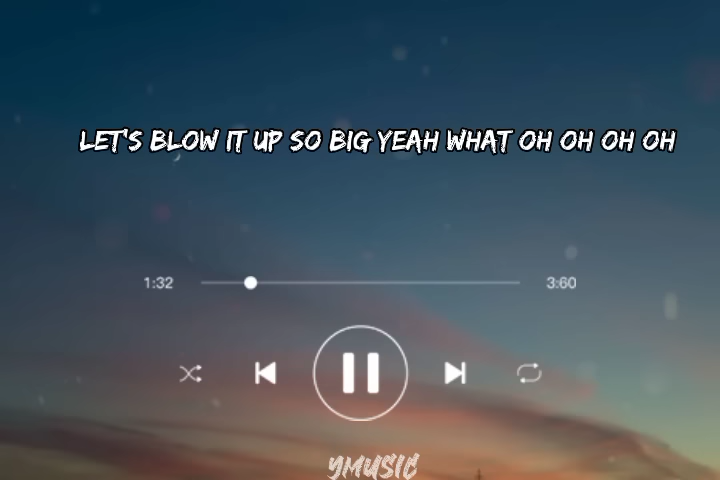 LET'S BLOW IT UP SO BIG YEAH WHAT OH OH OH OH
1:32 3:60
YMUSIC